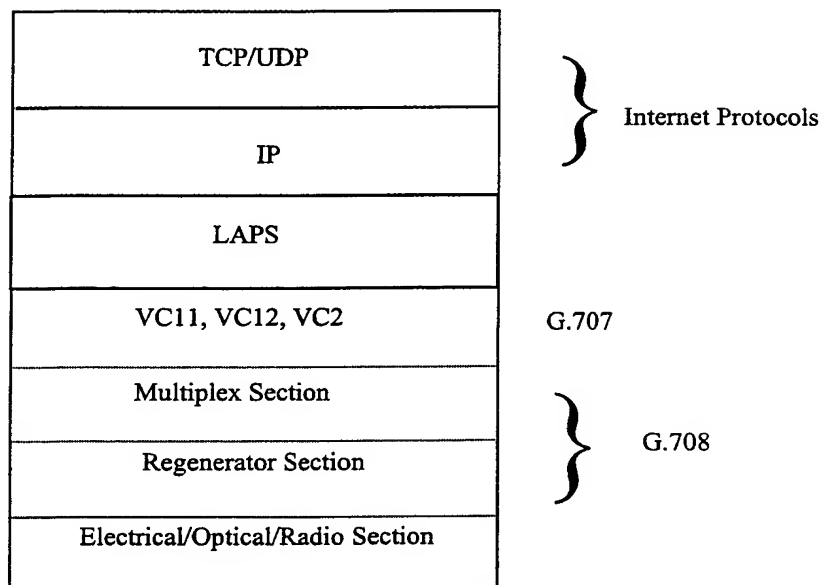 TCP/UDP
IP
Internet Protocols
LAPS
VC11, VC12, VC2
G.707
Multiplex Section
Regenerator Section
G.708
Electrical/Optical/Radio Section